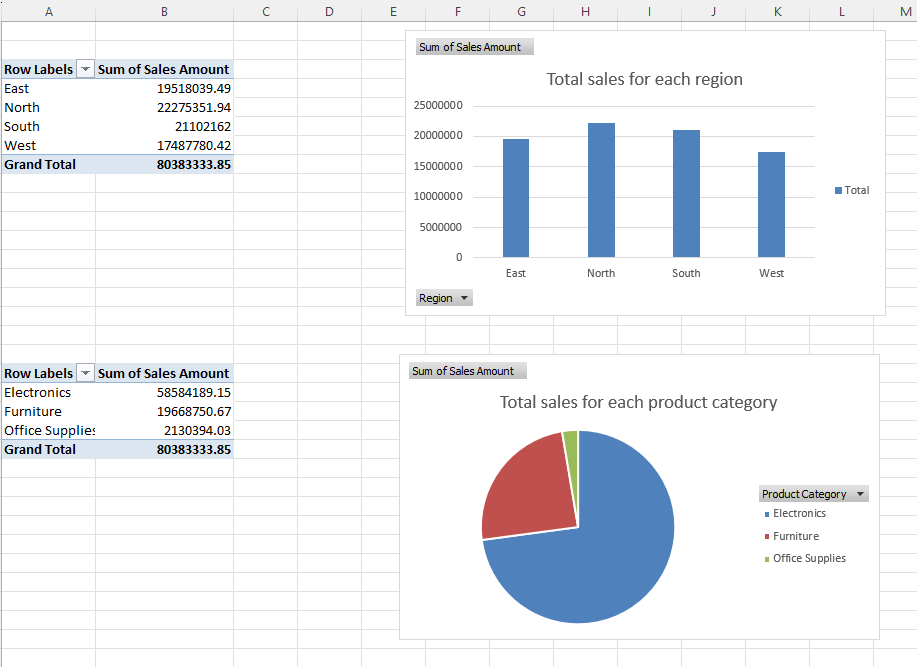 A B C D E F G H I J K L M
Row Labels Sum of Sales Amount
East 19518039.49
North 22275351.94
South 21102162
West 17487780.42
Grand Total 80383333.85
Sum of Sales Amount
Total sales for each region
25000000
20000000
15000000
10000000
5000000
0
East North South West
Total
Region
Row Labels Sum of Sales Amount
Electronics 58584189.15
Furniture 19668750.67
Office Supplies 2130394.03
Grand Total 80383333.85
Sum of Sales Amount
Total sales for each product category
Product Category
Electronics
Furniture
Office Supplies